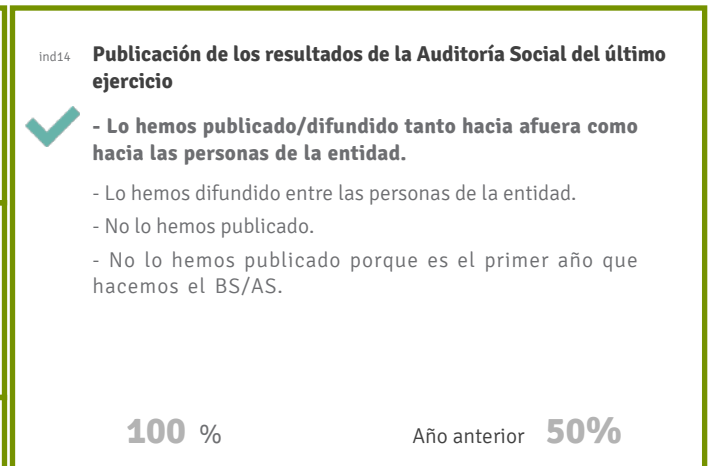 ind14 Publicación de los resultados de la Auditoría Social del último
ejercicio
- Lo hemos publicado/difundido tanto hacia afuera como
hacia las personas de la entidad.
- Lo hemos difundido entre las personas de la entidad.
- No lo hemos publicado.
- No lo hemos publicado porque es el primer año que
hacemos el BS/AS.
100 % Año anterior 50%